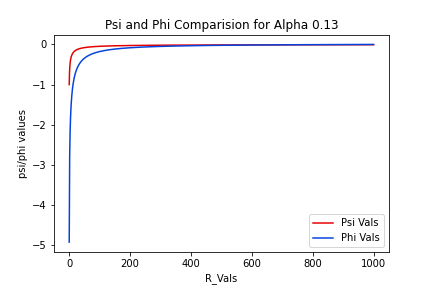 Psi and Phi Comparision for Alpha 0.13
0
−1
−2
−3
−4
−5
psi/phi values
0 200 400 600 800 1000
R_Vals
Psi Vals
Phi Vals